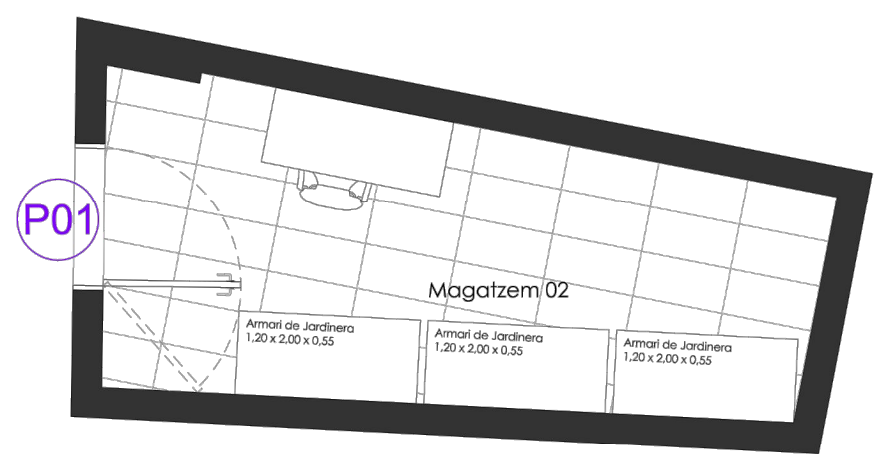 P01
Magatzem 02
Armari de Jardinera
1,20 x 2,00 x 0,55
Armari de Jardinera
1,20 x 2,00 x 0,55
Armari de Jardinera
1,20 x 2,00 x 0,55